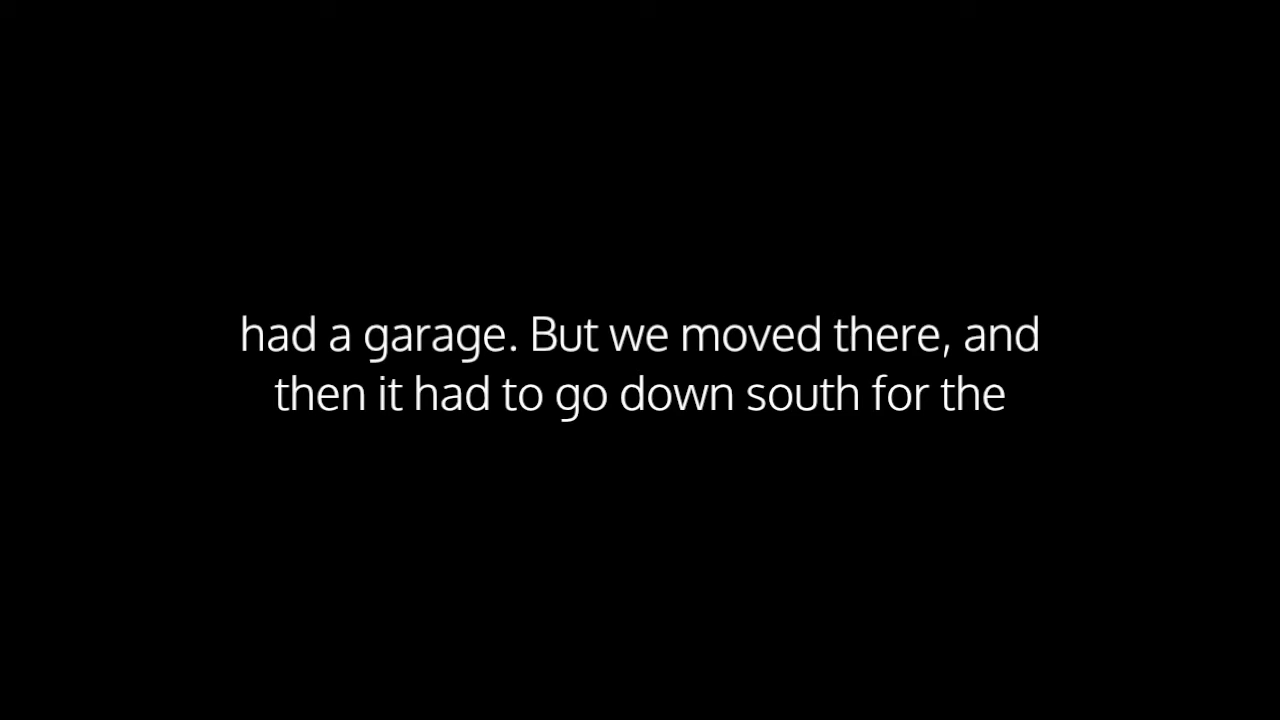 had a garage. But we moved there, and
then it had to go down south for the